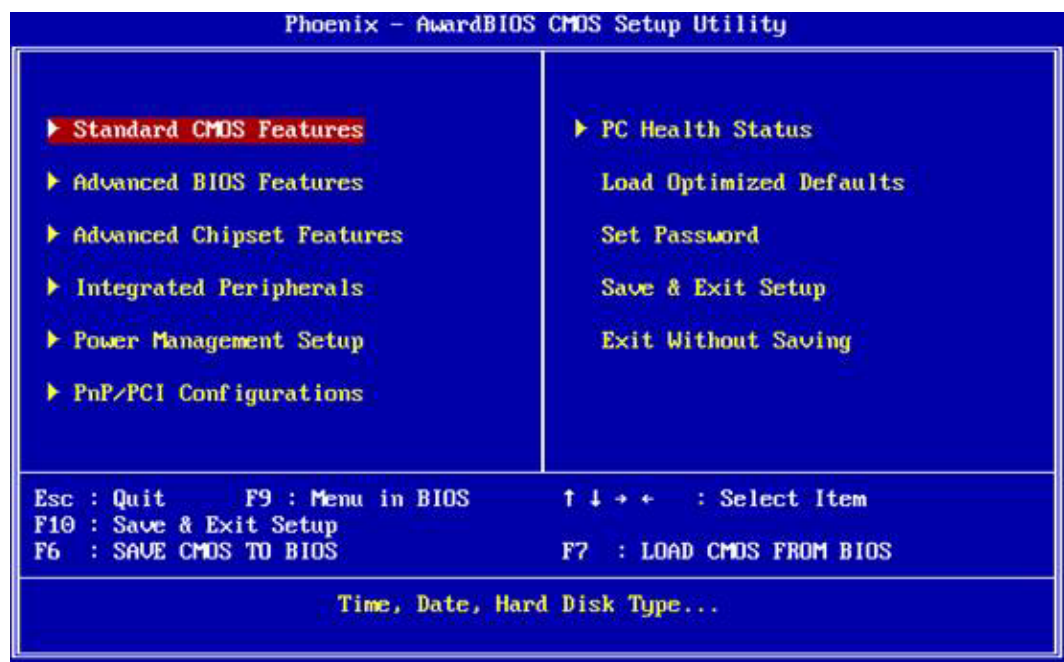 Phoenix - AwardBIOS CMOS Setup Utility
▶ Standard CMOS Features
▶ Advanced BIOS Features
▶ Advanced Chipset Features
▶ Integrated Peripherals
▶ Power Management Setup
▶ PnP/PCI Configurations
▶ PC Health Status
Load Optimized Defaults
Set Password
Save & Exit Setup
Exit Without Saving
Esc : Quit F9 : Menu in BIOS ↑ ↓ → ← : Select Item
F10 : Save & Exit Setup
F6 : SAVE CMOS TO BIOS F7 : LOAD CMOS FROM BIOS
Time, Date, Hard Disk Type...